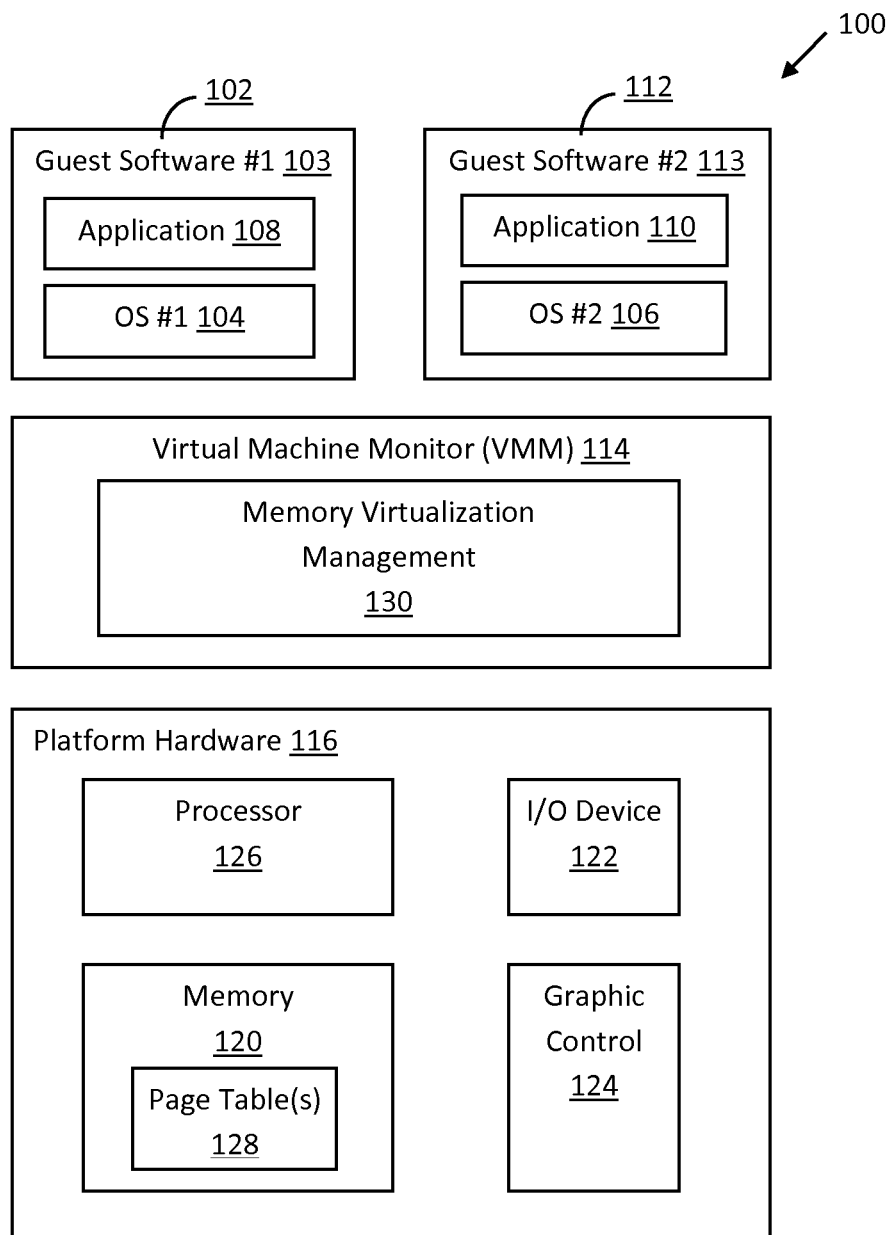 100
102
112
Guest Software #1 103
Application 108
OS #1 104
Guest Software #2 113
Application 110
OS #2 106
Virtual Machine Monitor (VMM) 114
Memory Virtualization
Management
130
Platform Hardware 116
Processor
126
I/O Device
122
Memory
120
Page Table(s)
128
Graphic
Control
124